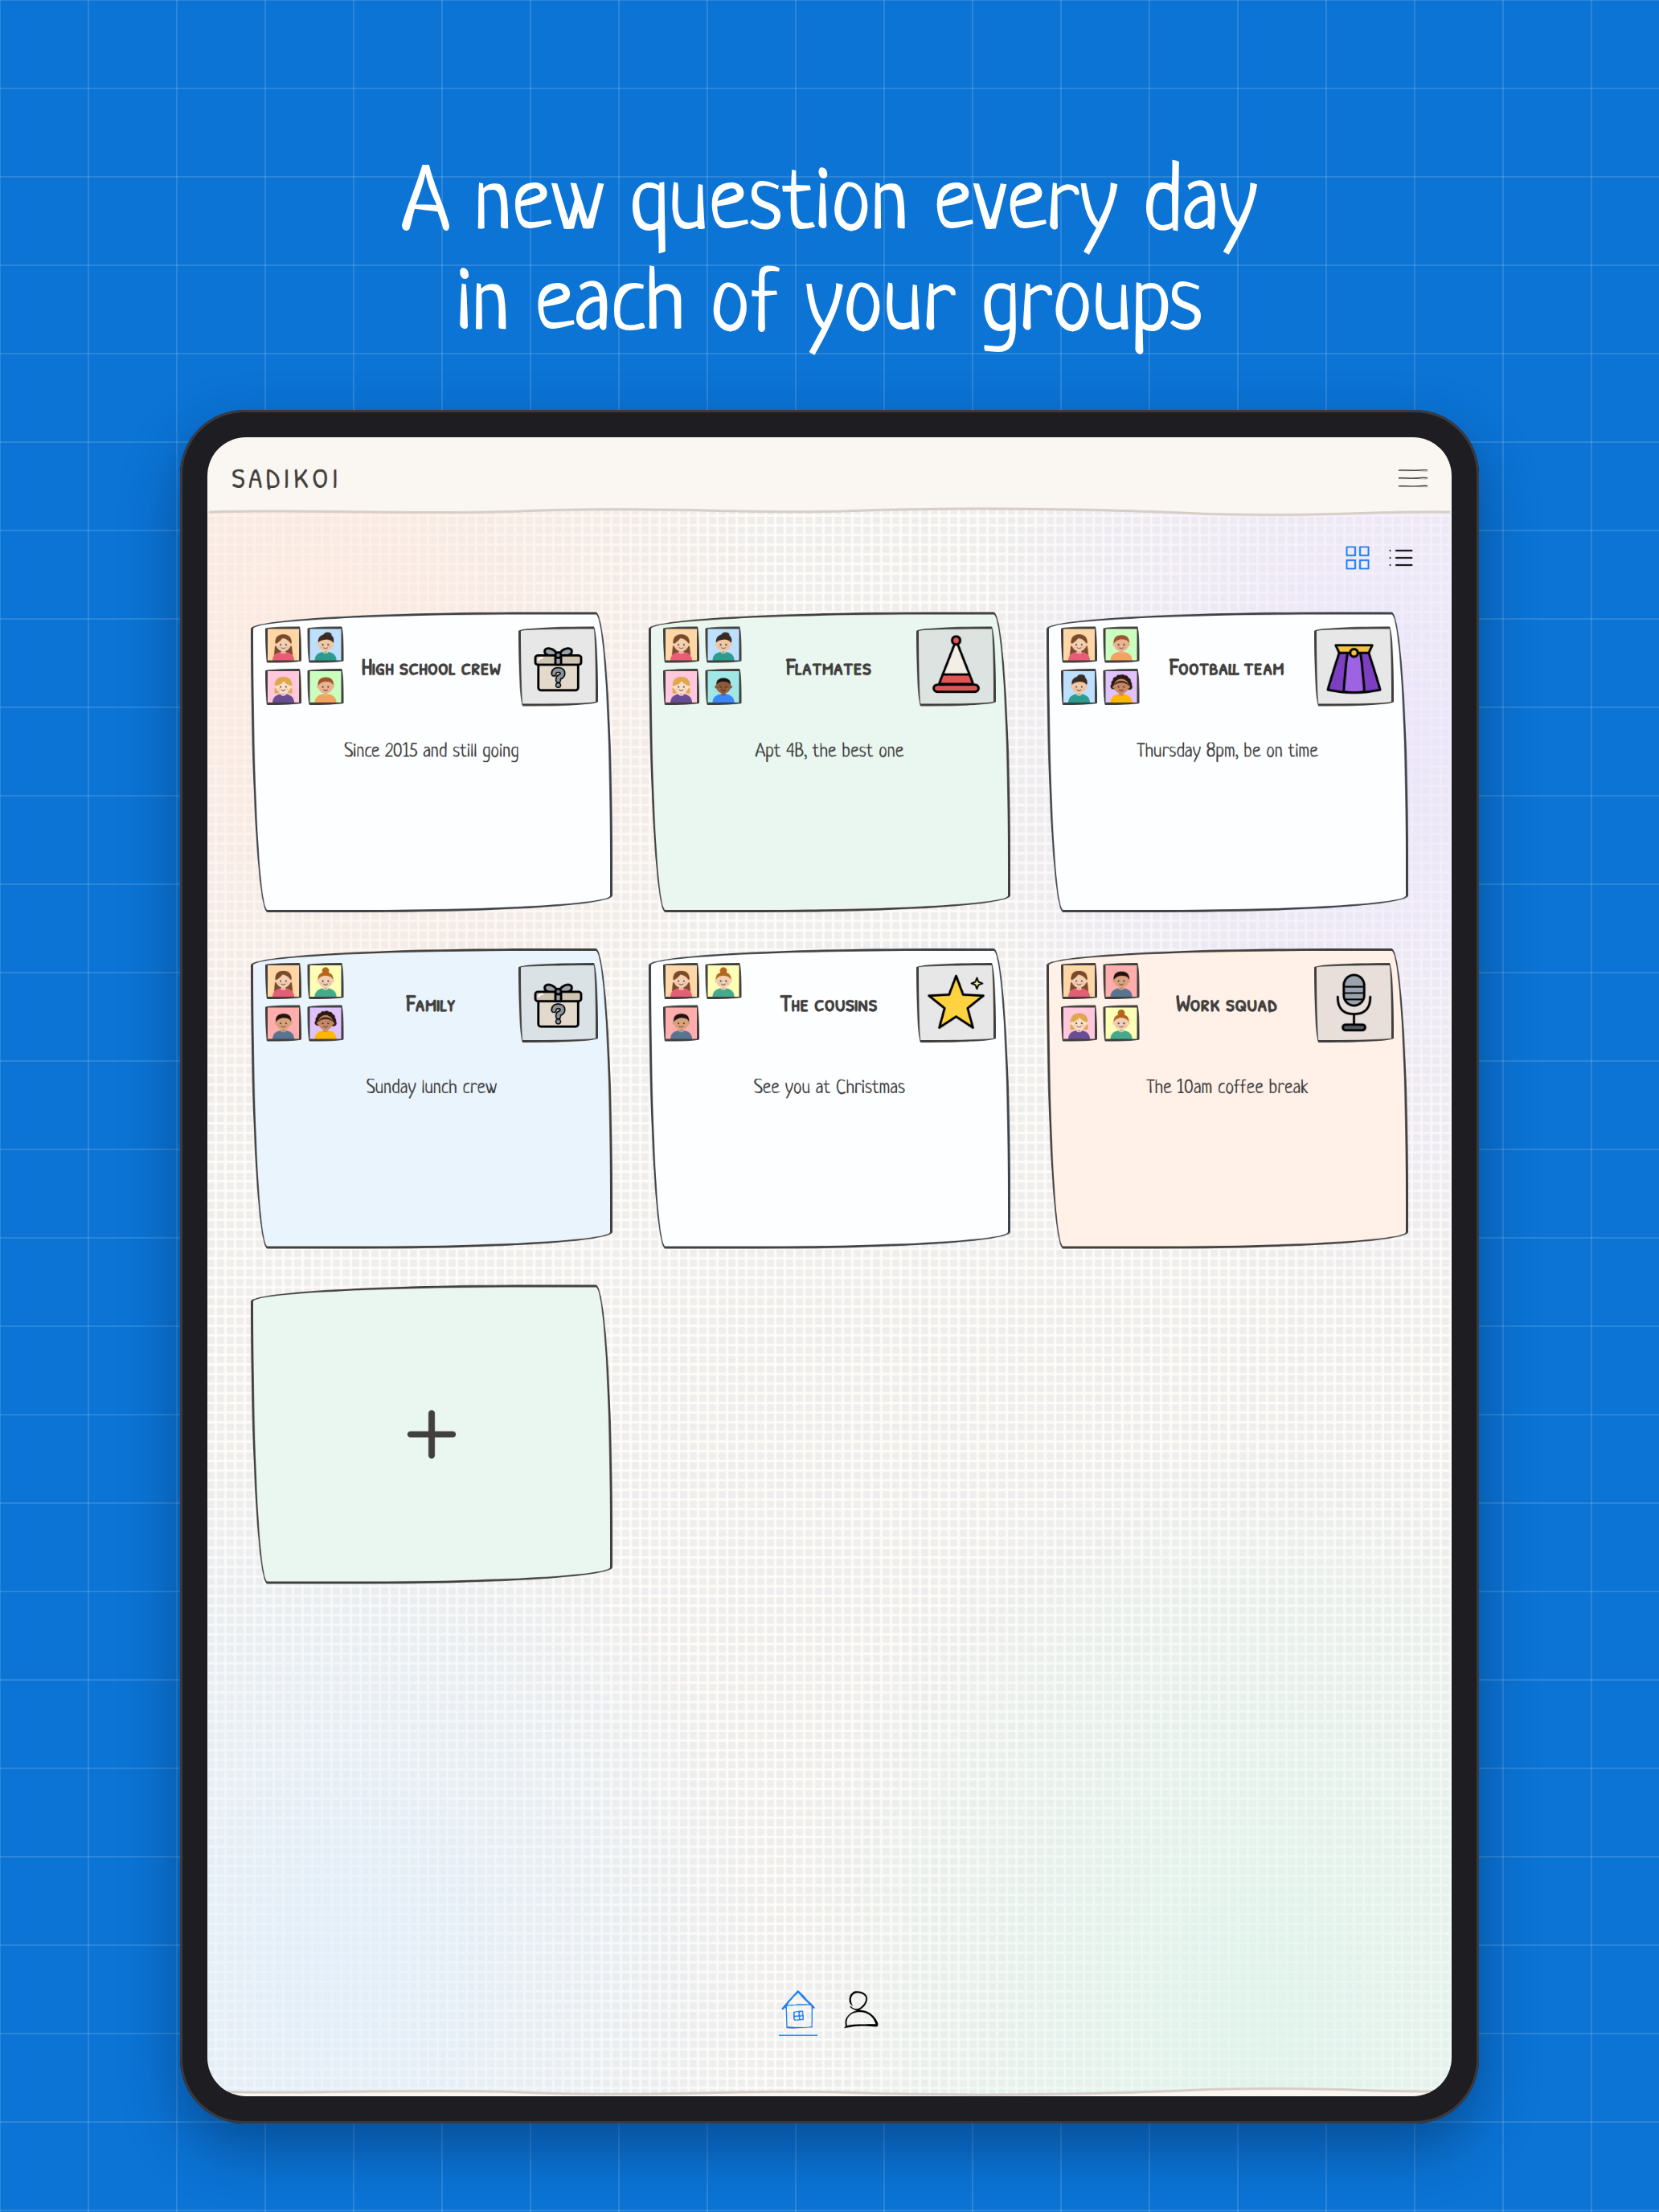 A new question every day
in each of your groups
SADIKOI
High school crew
Since 2015 and still going
Flatmates
Apt 4B, the best one
Football team
Thursday 8pm, be on time
Family
Sunday lunch crew
The cousins
See you at Christmas
Work squad
The 10am coffee break